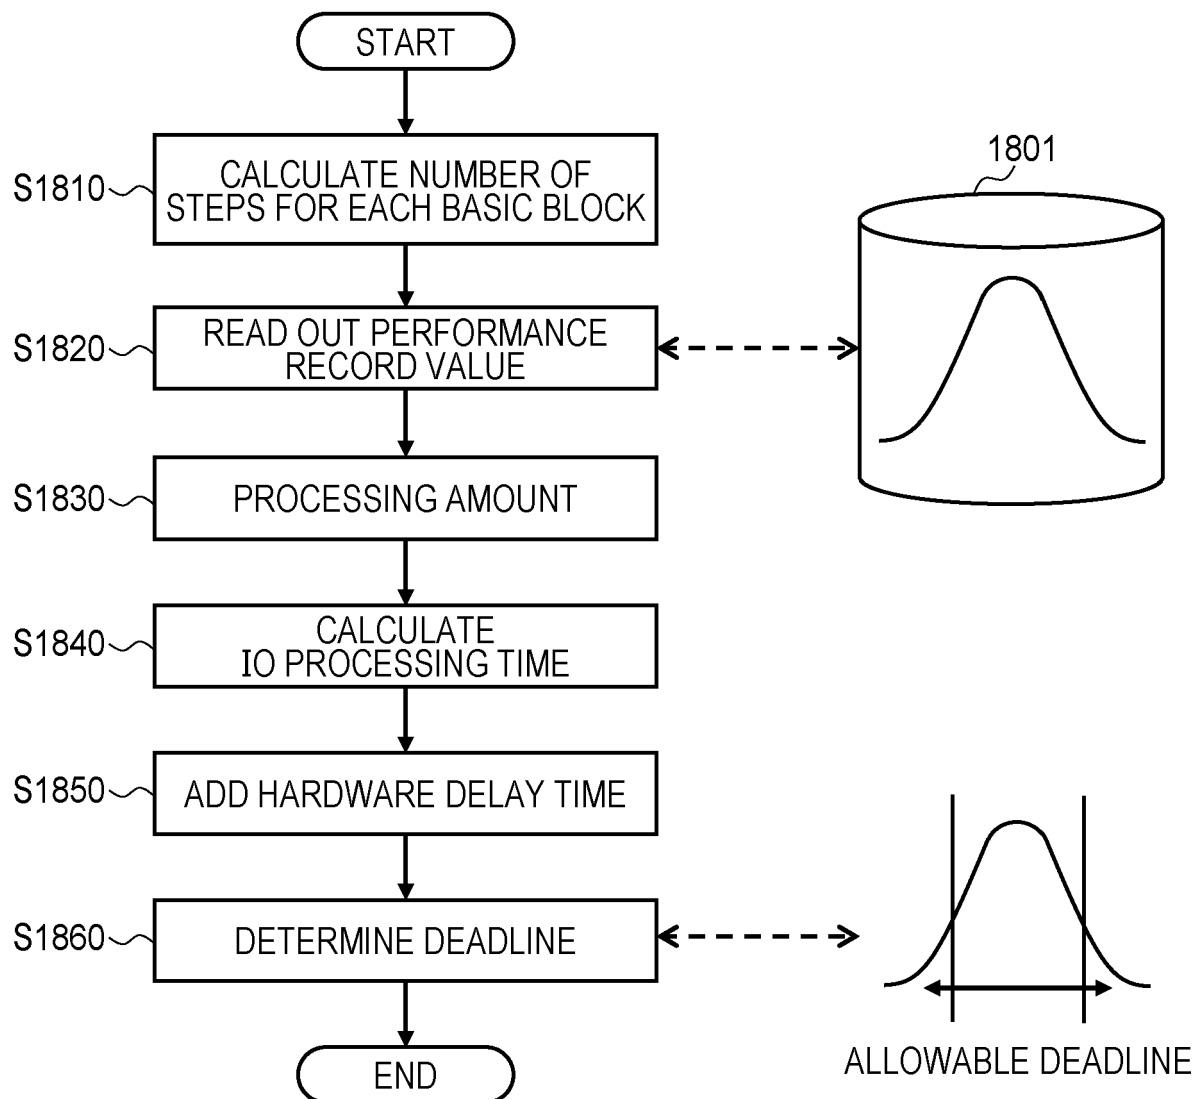 START
1801
S1810
CALCULATE NUMBER OF
STEPS FOR EACH BASIC BLOCK
S1820
READ OUT PERFORMANCE
RECORD VALUE
S1830
PROCESSING AMOUNT
S1840
CALCULATE
IO PROCESSING TIME
S1850
ADD HARDWARE DELAY TIME
S1860
DETERMINE DEADLINE
END
ALLOWABLE DEADLINE